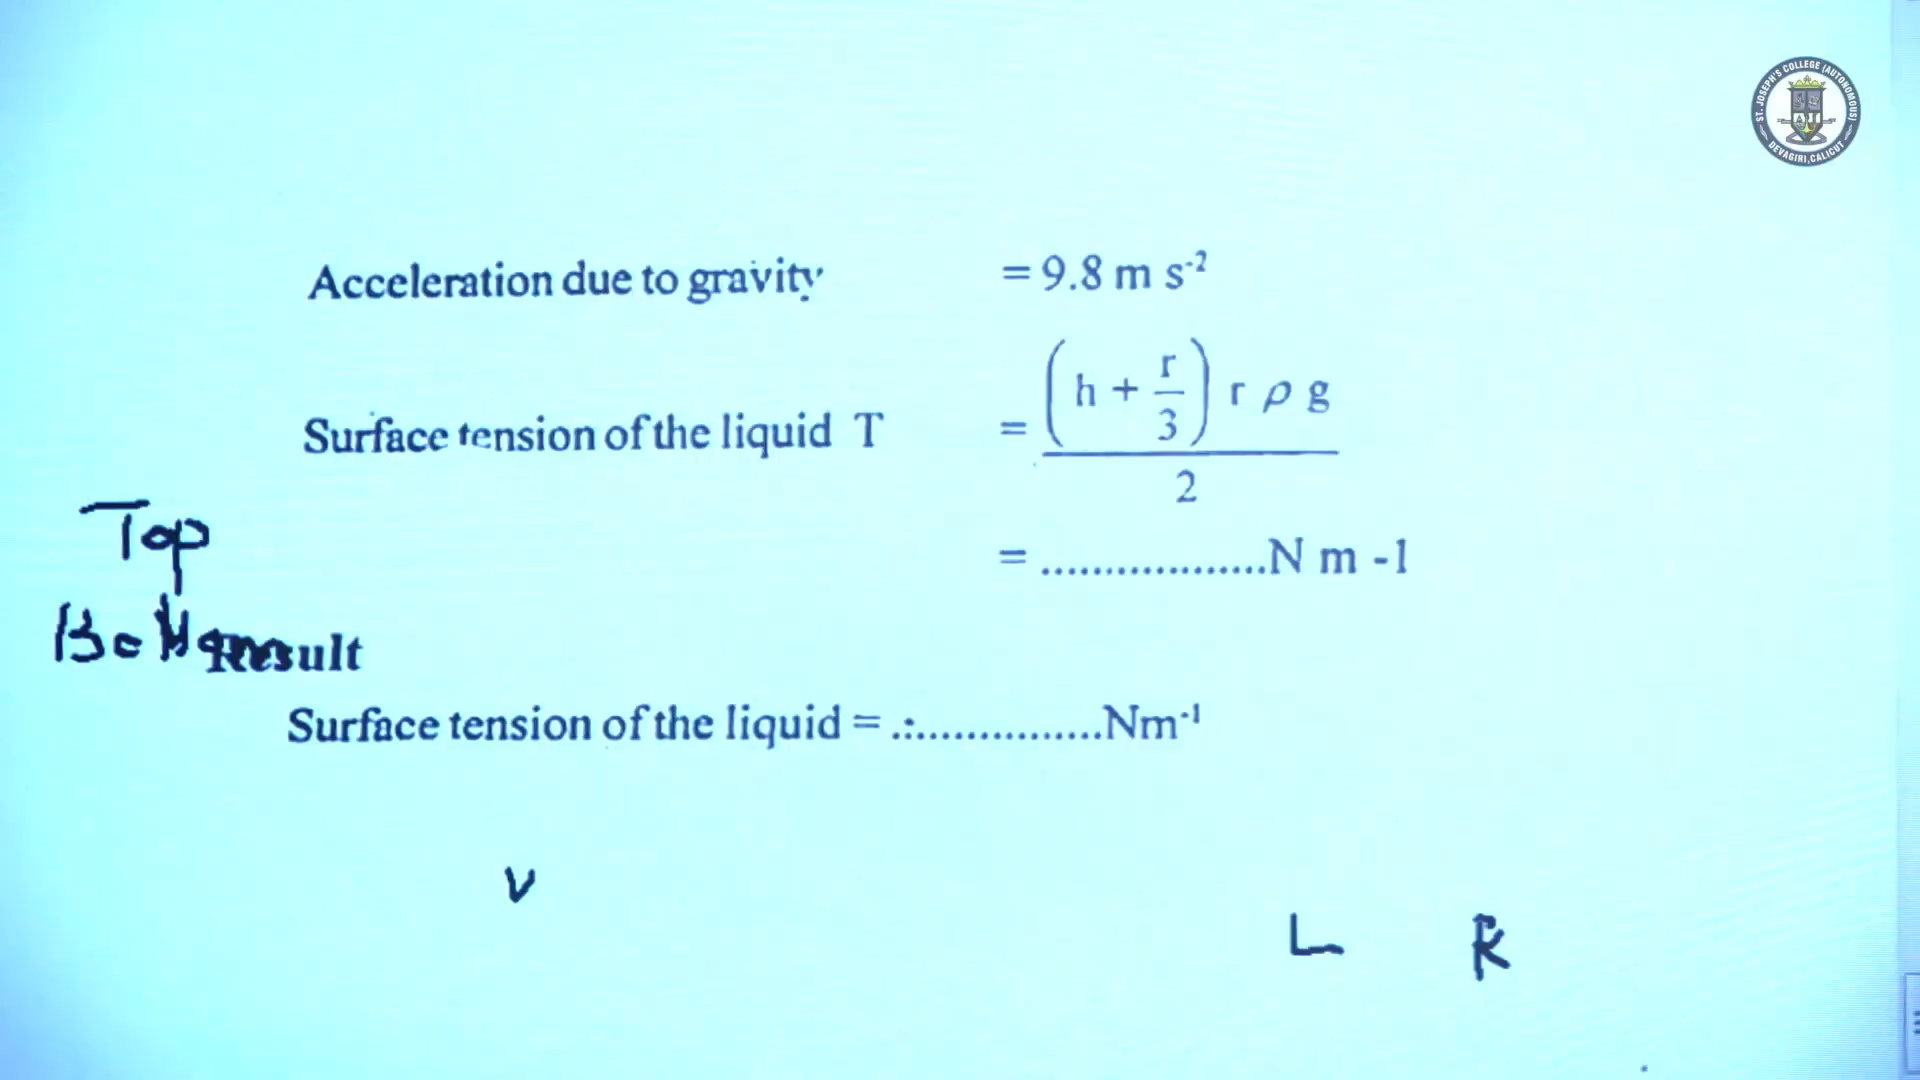 ST. JOSEPH'S COLLEGE (AUTONOMOUS)
DEVAGIRI, CALICUT
Acceleration due to gravity = 9.8 m s⁻²
Surface tension of the liquid T = (h + r/3) r ρ g / 2
Top
= ..................N m -1
Bottom Result
Surface tension of the liquid = .:...............Nm⁻¹
V
L R